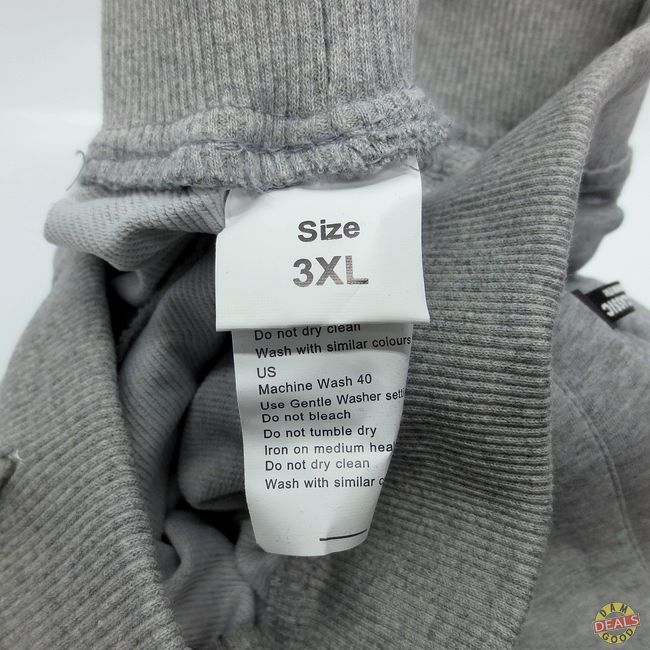 Size
3XL
Do not dry clean
Wash with similar colours
US
Machine Wash 40
Use Gentle Washer
Do not bleach
Do not tumble dry
Iron on medium
Do not dry clean
Wash with similar
DAM
DEALS
GOOD